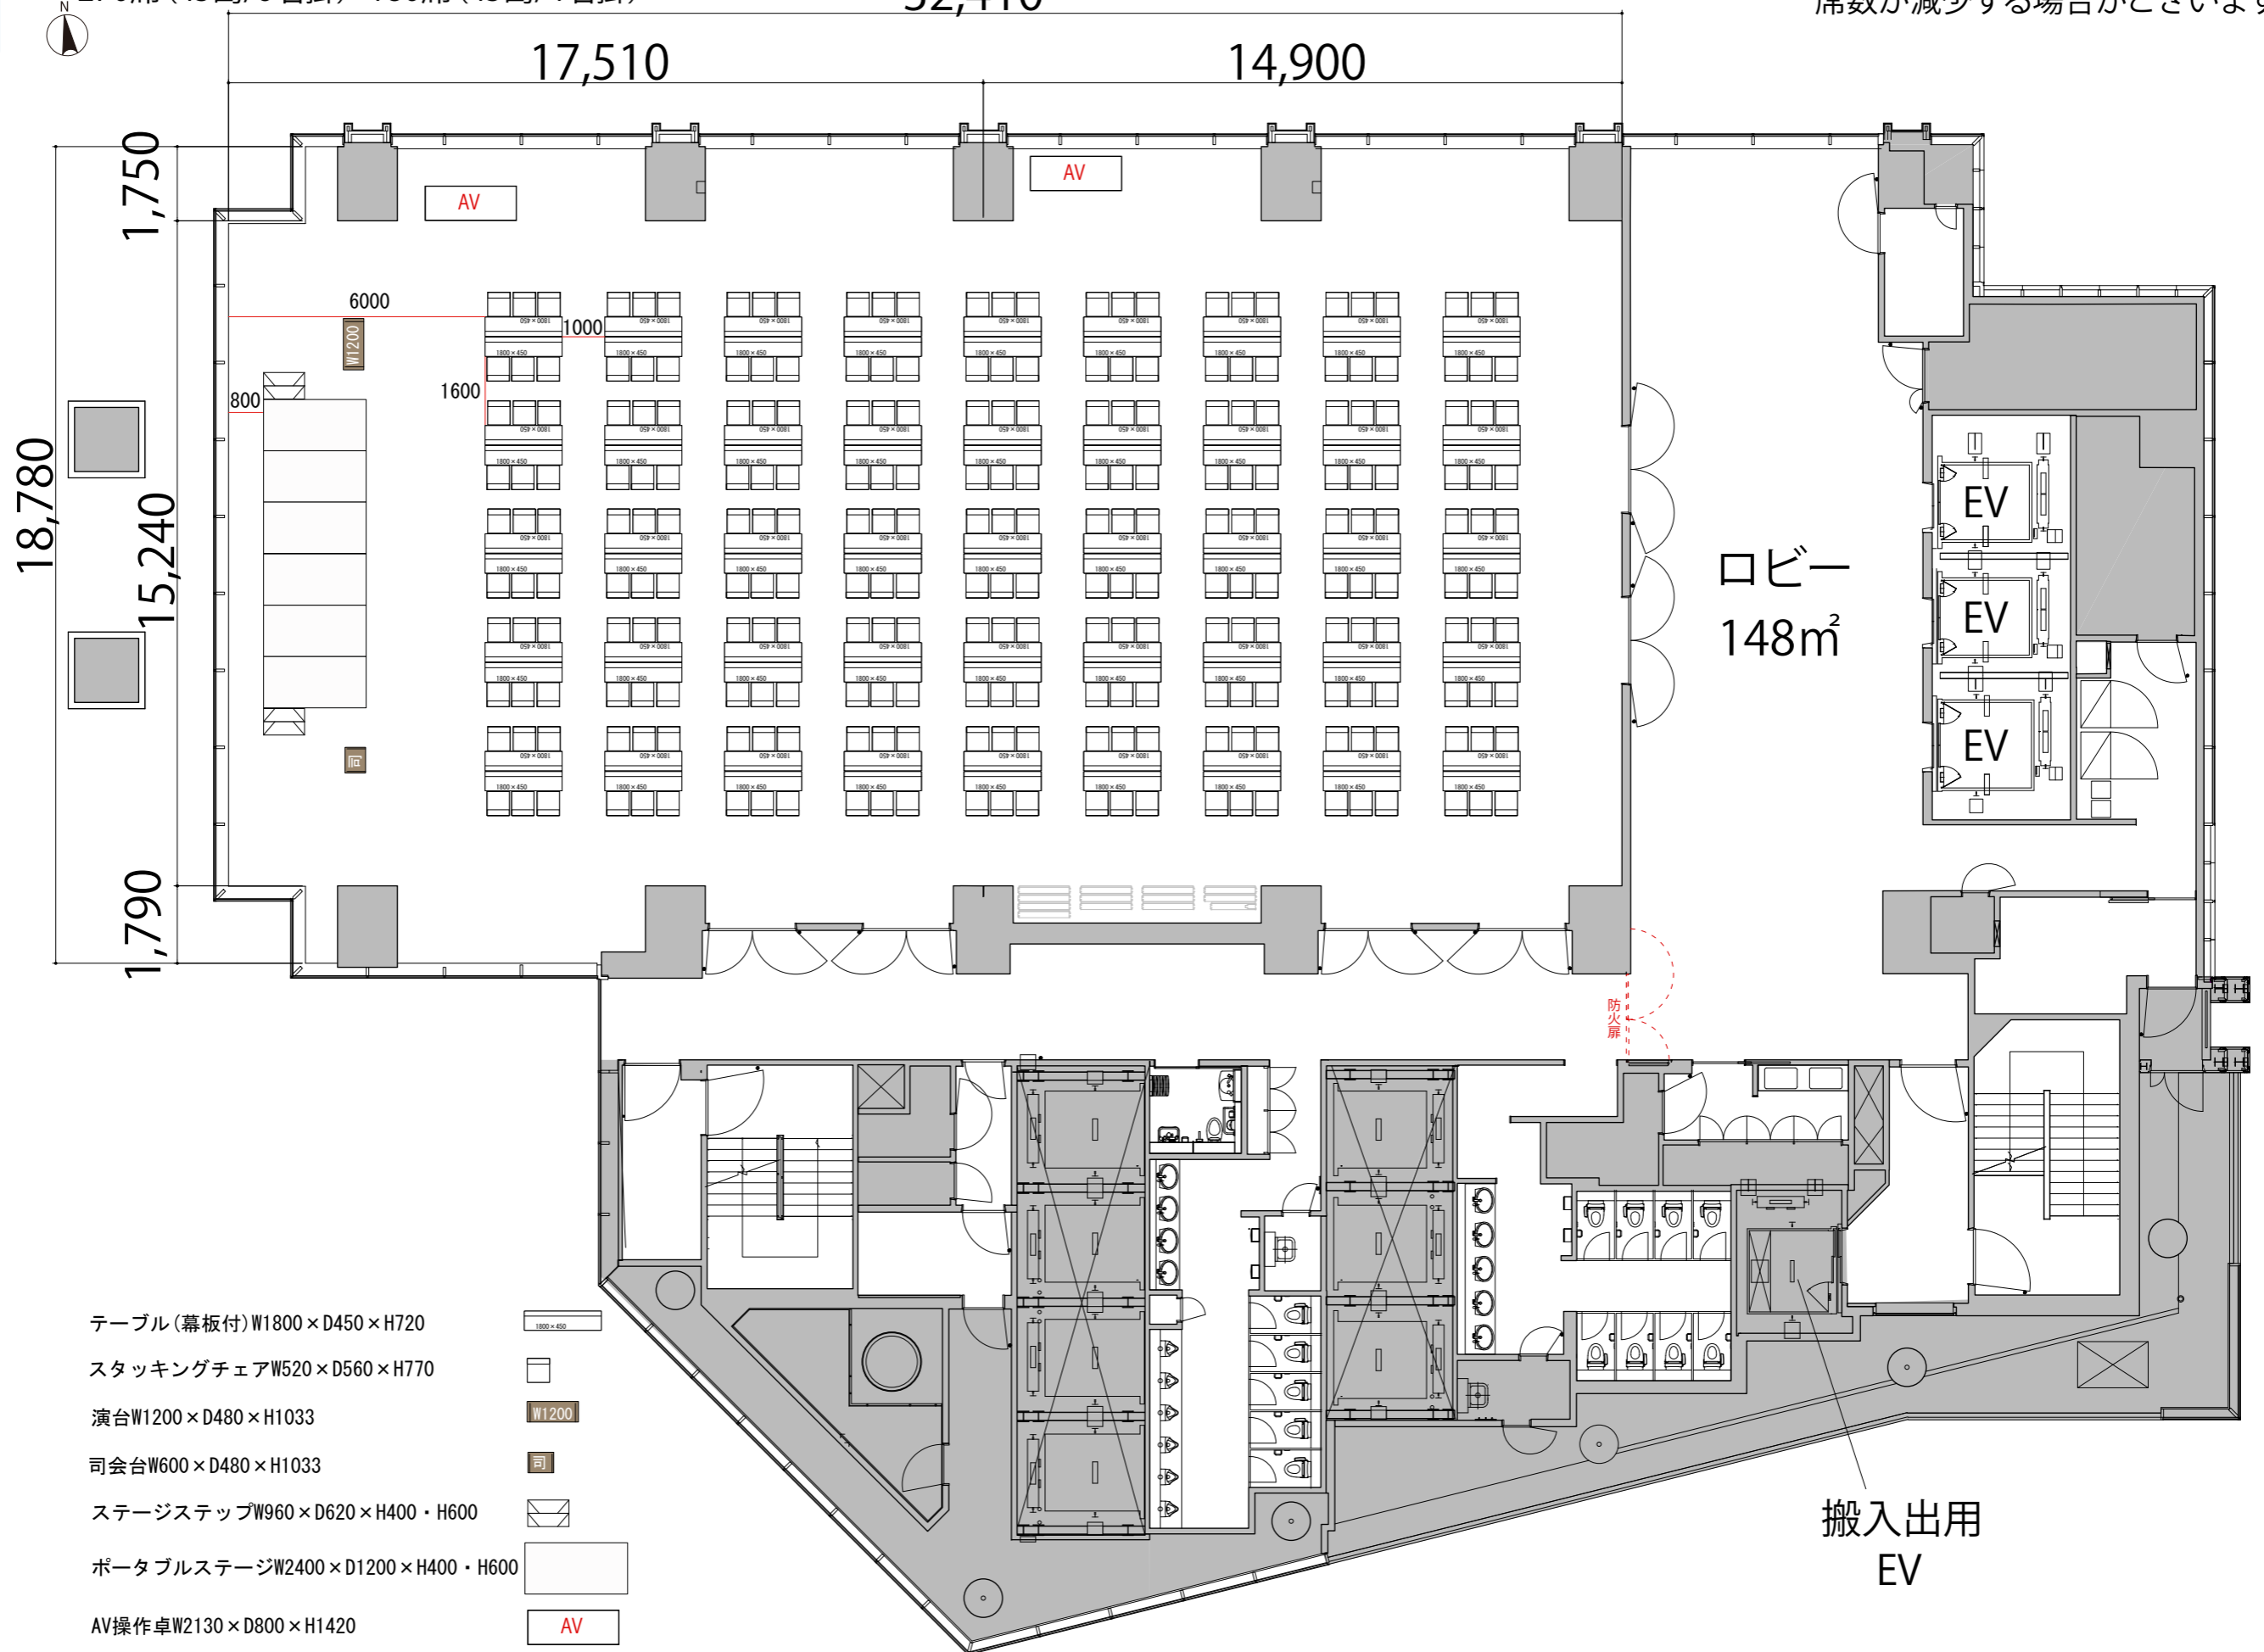 N
17,510
14,900
1,750
18,780
15,240
1,790
AV
AV
6000
1000
1600
800
W1200
司
1800×450
ロビー
148㎡
EV
EV
EV
防火扉
搬入出用
EV
テーブル(幕板付)W1800×D450×H720
1800×450
スタッキングチェアW520×D560×H770
演台W1200×D480×H1033
W1200
司会台W600×D480×H1033
司
ステージステップW960×D620×H400・H600
ポータブルステージW2400×D1200×H400・H600
AV操作卓W2130×D800×H1420
AV